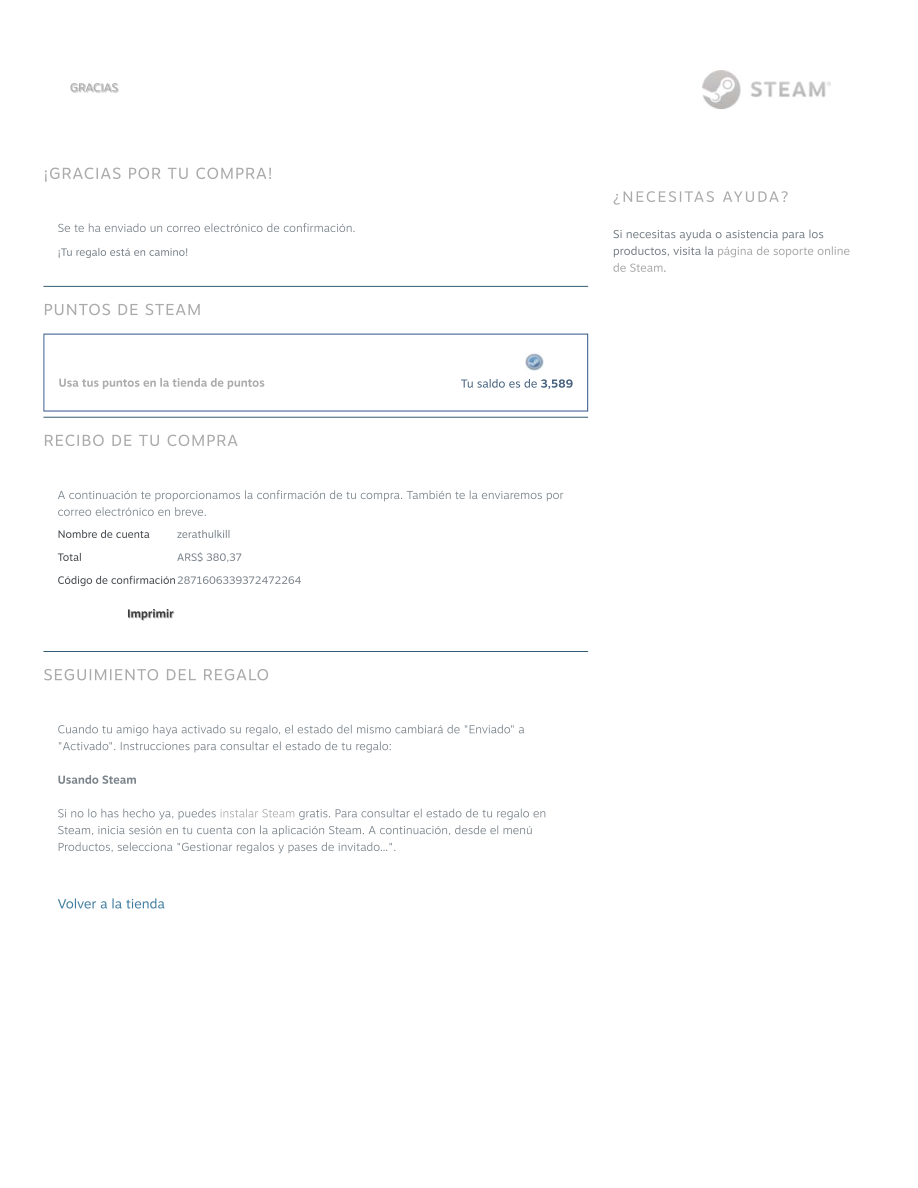 GRACIAS
STEAM®
¡GRACIAS POR TU COMPRA!
Se te ha enviado un correo electrónico de confirmación.
¡Tu regalo está en camino!
¿NECESITAS AYUDA?
Si necesitas ayuda o asistencia para los
productos, visita la página de soporte online
de Steam.
PUNTOS DE STEAM
Usa tus puntos en la tienda de puntos
Tu saldo es de 3,589
RECIBO DE TU COMPRA
A continuación te proporcionamos la confirmación de tu compra. También te la enviaremos por
correo electrónico en breve.
Nombre de cuenta zerathulkill
Total ARS$ 380,37
Código de confirmación 2871606339372472264
Imprimir
SEGUIMIENTO DEL REGALO
Cuando tu amigo haya activado su regalo, el estado del mismo cambiará de "Enviado" a
"Activado". Instrucciones para consultar el estado de tu regalo:
Usando Steam
Si no lo has hecho ya, puedes instalar Steam gratis. Para consultar el estado de tu regalo en
Steam, inicia sesión en tu cuenta con la aplicación Steam. A continuación, desde el menú
Productos, selecciona "Gestionar regalos y pases de invitado...".
Volver a la tienda